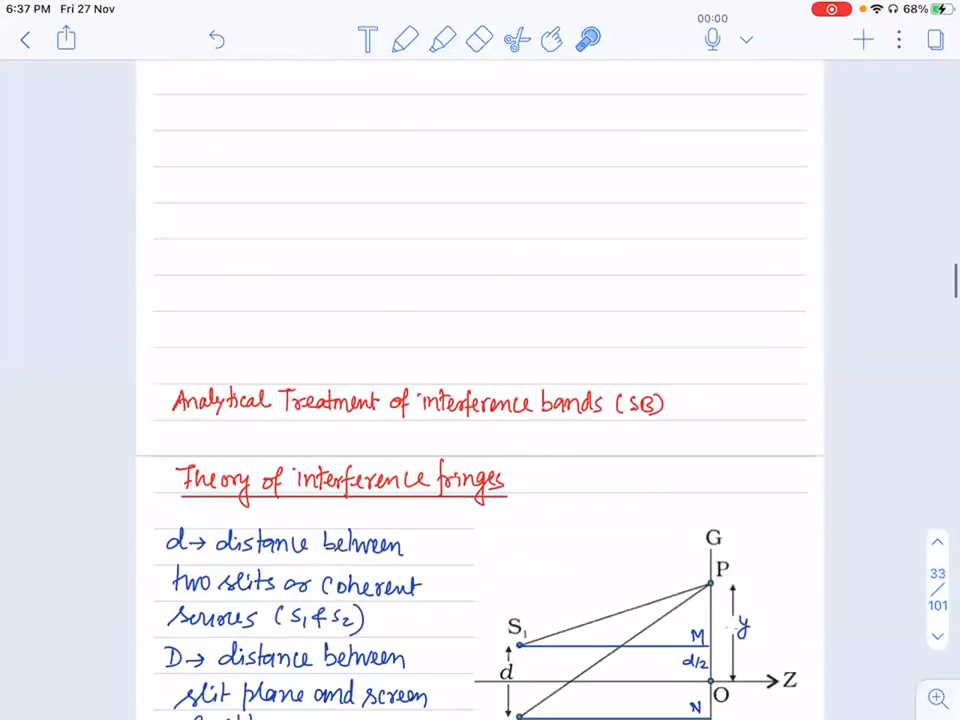 6:37 PM Fri 27 Nov
68%
00:00
T
Analytical Treatment of interference bands (SB)
Theory of interference fringes
d→ distance between
two slits or coherent
sources (S1 & S2)
D→ distance between
slit plane and screen
G
P
S1
M
y
d/2
d
O
Z
N
33
/
101